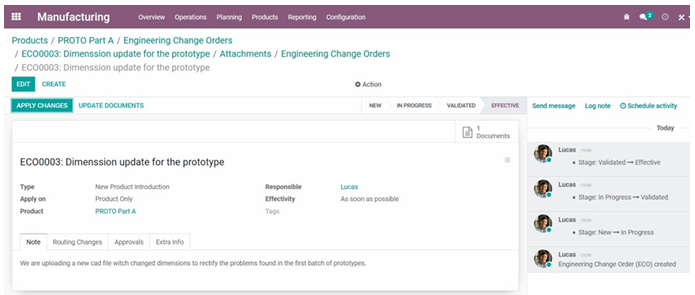 Manufacturing Overview Operations Planning Products Reporting Configuration 2
Products / PROTO Part A / Engineering Change Orders
/ ECO0003: Dimenssion update for the prototype / Attachments / Engineering Change Orders
/ ECO0003: Dimenssion update for the prototype
EDIT CREATE Action
APPLY CHANGES UPDATE DOCUMENTS NEW IN PROGRESS VALIDATED EFFECTIVE Send message Log note Schedule activity
1
Documents
Today
ECO0003: Dimenssion update for the prototype
Type New Product Introduction Responsible Lucas
Apply on Product Only Effectivity As soon as possible
Product PROTO Part A Tags
Note Routing Changes Approvals Extra Info
We are uploading a new cad file witch changed dimensions to rectify the problems found in the first batch of prototypes.
Lucas - now
• Stage: Validated → Effective
Lucas - now
• Stage: In Progress → Validated
Lucas - now
• Stage: New → In Progress
Lucas - now
Engineering Change Order (ECO) created